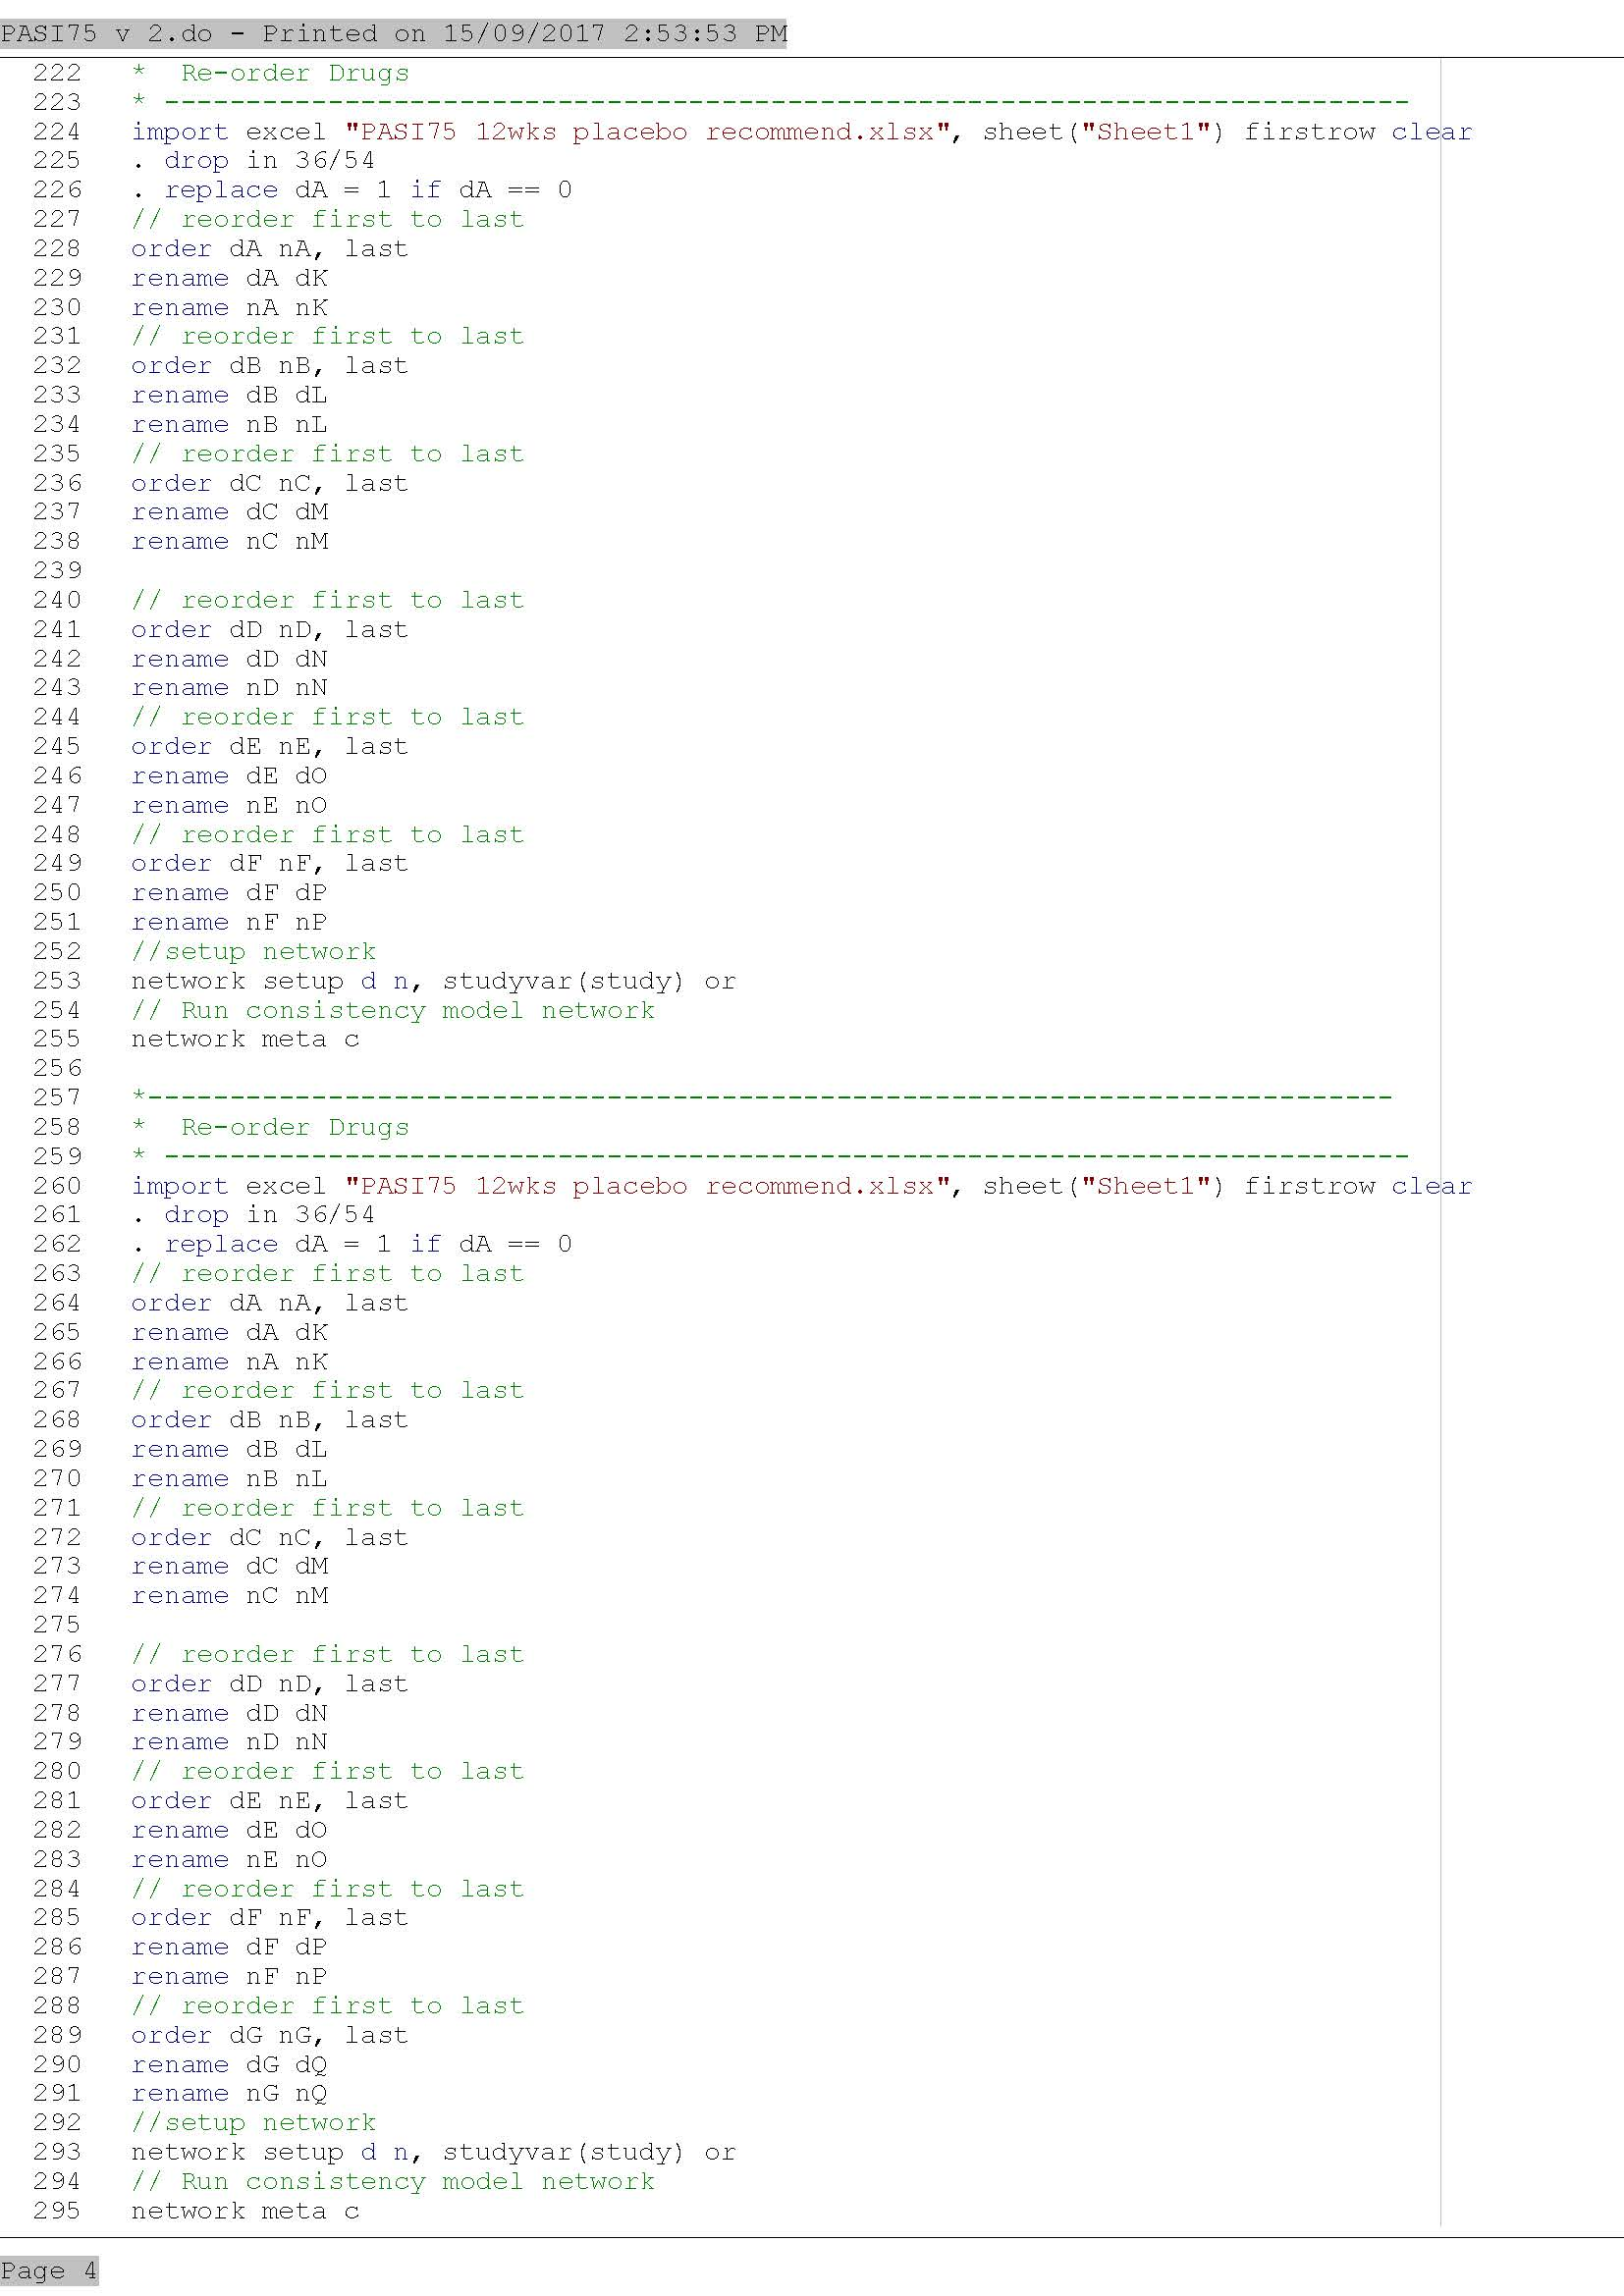 PASI75 v 2.do - Printed on 15/09/2017 2:53:53 PM
222 * Re-order Drugs
223 * ----------------------------------------------------------------------------
224 import excel "PASI75 12wks placebo recommend.xlsx", sheet("Sheet1") firstrow clear
225 . drop in 36/54
226 . replace dA = 1 if dA == 0
227 // reorder first to last
228 order dA nA, last
229 rename dA dK
230 rename nA nK
231 // reorder first to last
232 order dB nB, last
233 rename dB dL
234 rename nB nL
235 // reorder first to last
236 order dC nC, last
237 rename dC dM
238 rename nC nM
239
240 // reorder first to last
241 order dD nD, last
242 rename dD dN
243 rename nD nN
244 // reorder first to last
245 order dE nE, last
246 rename dE dO
247 rename nE nO
248 // reorder first to last
249 order dF nF, last
250 rename dF dP
251 rename nF nP
252 //setup network
253 network setup d n, studyvar(study) or
254 // Run consistency model network
255 network meta c
256
257 *----------------------------------------------------------------------------
258 * Re-order Drugs
259 * ----------------------------------------------------------------------------
260 import excel "PASI75 12wks placebo recommend.xlsx", sheet("Sheet1") firstrow clear
261 . drop in 36/54
262 . replace dA = 1 if dA == 0
263 // reorder first to last
264 order dA nA, last
265 rename dA dK
266 rename nA nK
267 // reorder first to last
268 order dB nB, last
269 rename dB dL
270 rename nB nL
271 // reorder first to last
272 order dC nC, last
273 rename dC dM
274 rename nC nM
275
276 // reorder first to last
277 order dD nD, last
278 rename dD dN
279 rename nD nN
280 // reorder first to last
281 order dE nE, last
282 rename dE dO
283 rename nE nO
284 // reorder first to last
285 order dF nF, last
286 rename dF dP
287 rename nF nP
288 // reorder first to last
289 order dG nG, last
290 rename dG dQ
291 rename nG nQ
292 //setup network
293 network setup d n, studyvar(study) or
294 // Run consistency model network
295 network meta c
Page 4